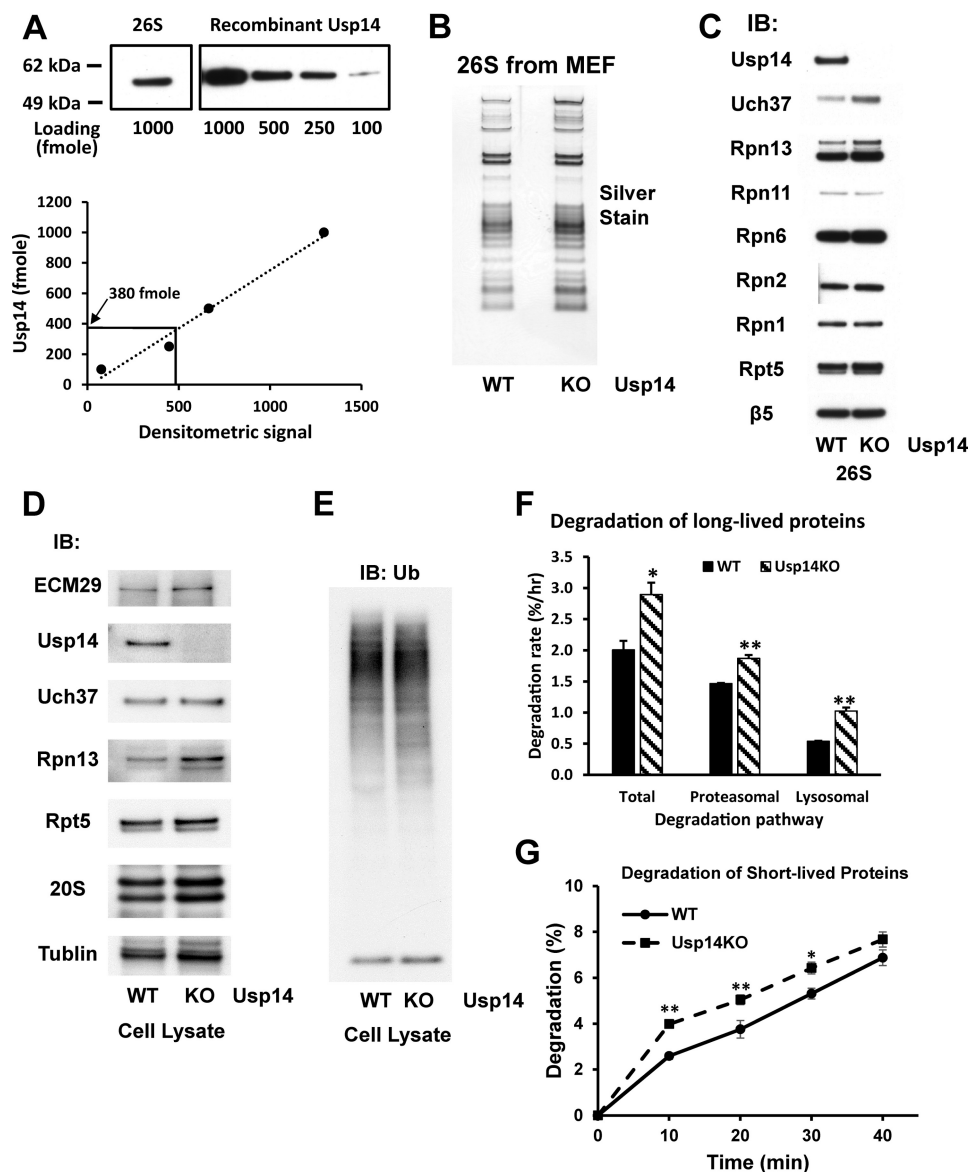 A
26S Recombinant Usp14
62 kDa
49 kDa
Loading 1000 1000 500 250 100
(fmole)
Usp14 (fmole)
1200
1000
800
600
400
200
0
380 fmole
0 500 1000 1500
Densitometric signal
B
26S from MEF
Silver
Stain
WT KO Usp14
C IB:
Usp14
Uch37
Rpn13
Rpn11
Rpn6
Rpn2
Rpn1
Rpt5
β5
WT KO Usp14
26S
D
IB:
ECM29
Usp14
Uch37
Rpn13
Rpt5
20S
Tublin
WT KO Usp14
Cell Lysate
E
IB: Ub
WT KO Usp14
Cell Lysate
F Degradation of long-lived proteins
WT Usp14KO
Degradation rate (%/hr)
3.5
3.0
2.5
2.0
1.5
1.0
0.5
0.0
*
**
**
Total Proteasomal Lysosomal
Degradation pathway
G Degradation of Short-lived Proteins
WT
Usp14KO
Degradation (%)
10
8
6
4
2
0
** ** *
0 10 20 30 40
Time (min)